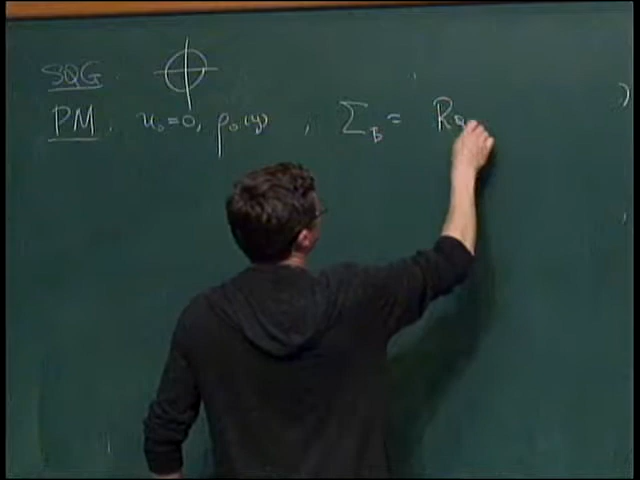 SQG
PM. u₀=0, ρ₀(y) , Σ_B = R
)